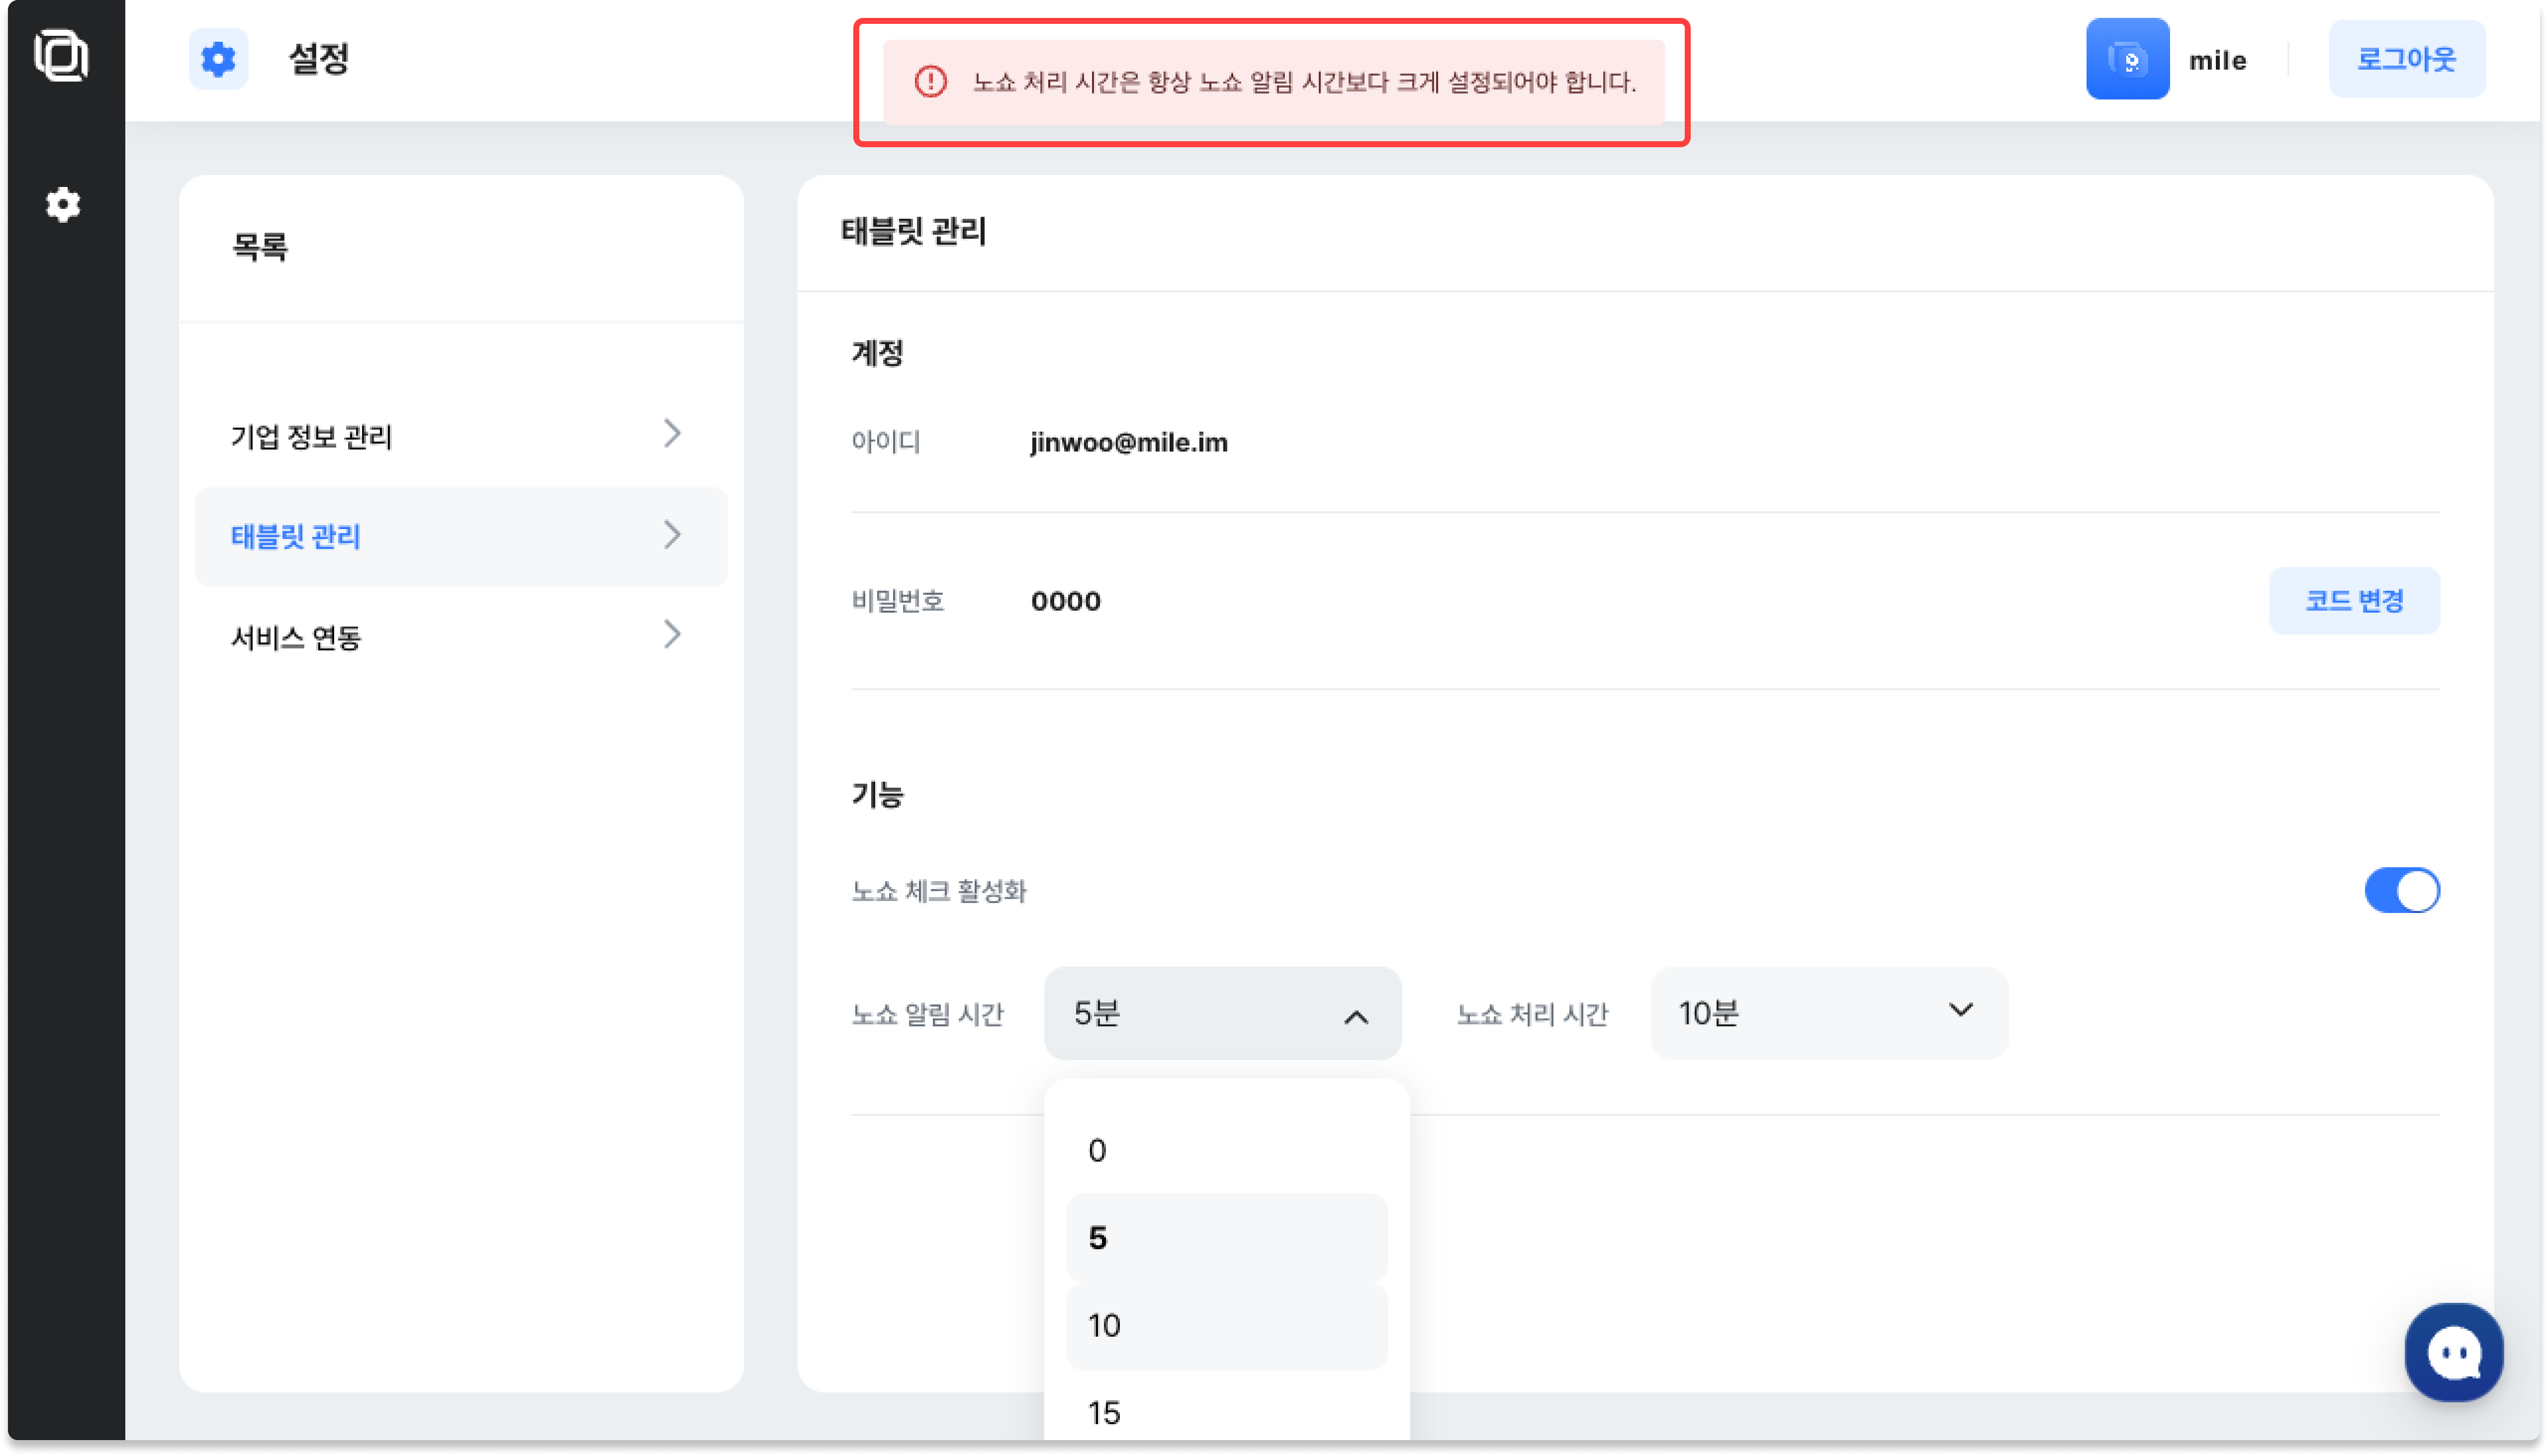 설정
노쇼 처리 시간은 항상 노쇼 알림 시간보다 크게 설정되어야 합니다.
mile
로그아웃
목록
기업 정보 관리
태블릿 관리
서비스 연동
태블릿 관리
계정
아이디 jinwoo@mile.im
비밀번호 0000 코드 변경
기능
노쇼 체크 활성화
노쇼 알림 시간 5분 노쇼 처리 시간 10분
0
5
10
15